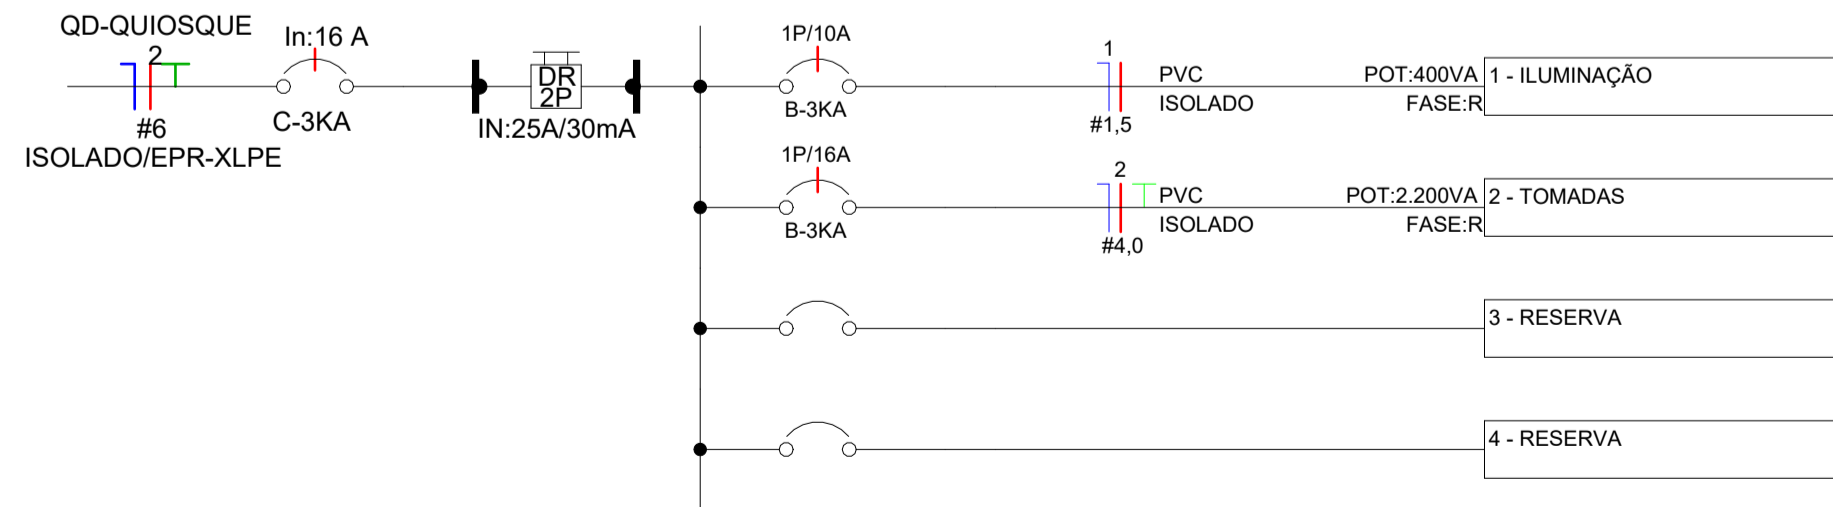 QD-QUIOSQUE
2
#6
ISOLADO/EPR-XLPE
In:16 A
C-3KA
DR
2P
IN:25A/30mA
1P/10A
B-3KA
1
#1,5
PVC
ISOLADO
POT:400VA
FASE:R
1 - ILUMINAÇÃO
1P/16A
B-3KA
2
#4,0
PVC
ISOLADO
POT:2.200VA
FASE:R
2 - TOMADAS
3 - RESERVA
4 - RESERVA